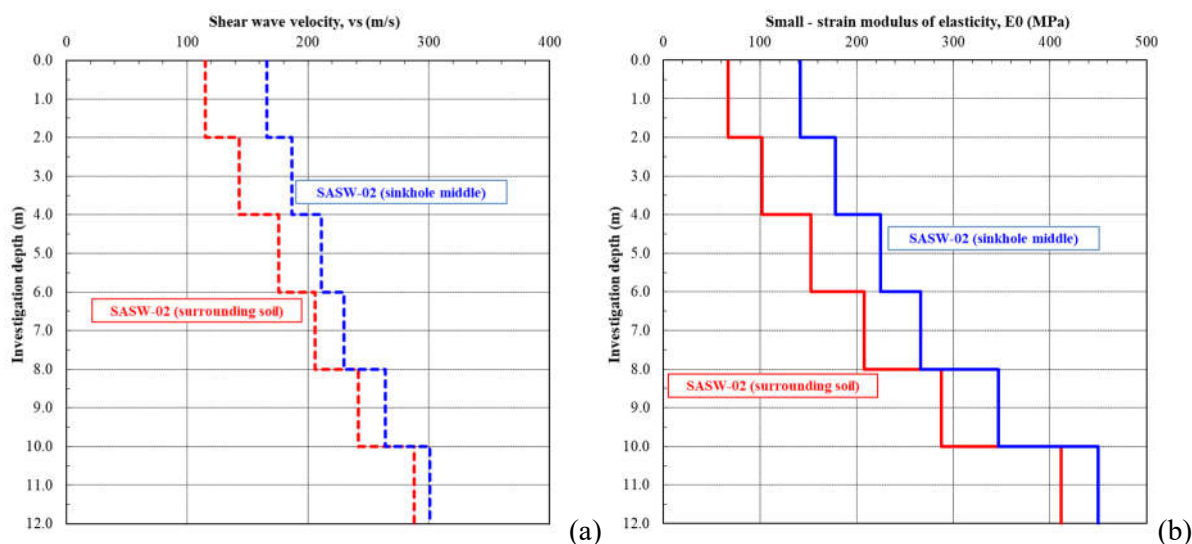 Shear wave velocity, vs (m/s)
0 100 200 300 400
Investigation depth (m)
0.0
1.0
2.0
3.0
4.0
5.0
6.0
7.0
8.0
9.0
10.0
11.0
12.0
SASW-02 (sinkhole middle)
SASW-02 (surrounding soil)
(a)
Small - strain modulus of elasticity, E0 (MPa)
0 100 200 300 400 500
Investigation depth (m)
0.0
1.0
2.0
3.0
4.0
5.0
6.0
7.0
8.0
9.0
10.0
11.0
12.0
SASW-02 (sinkhole middle)
SASW-02 (surrounding soil)
(b)